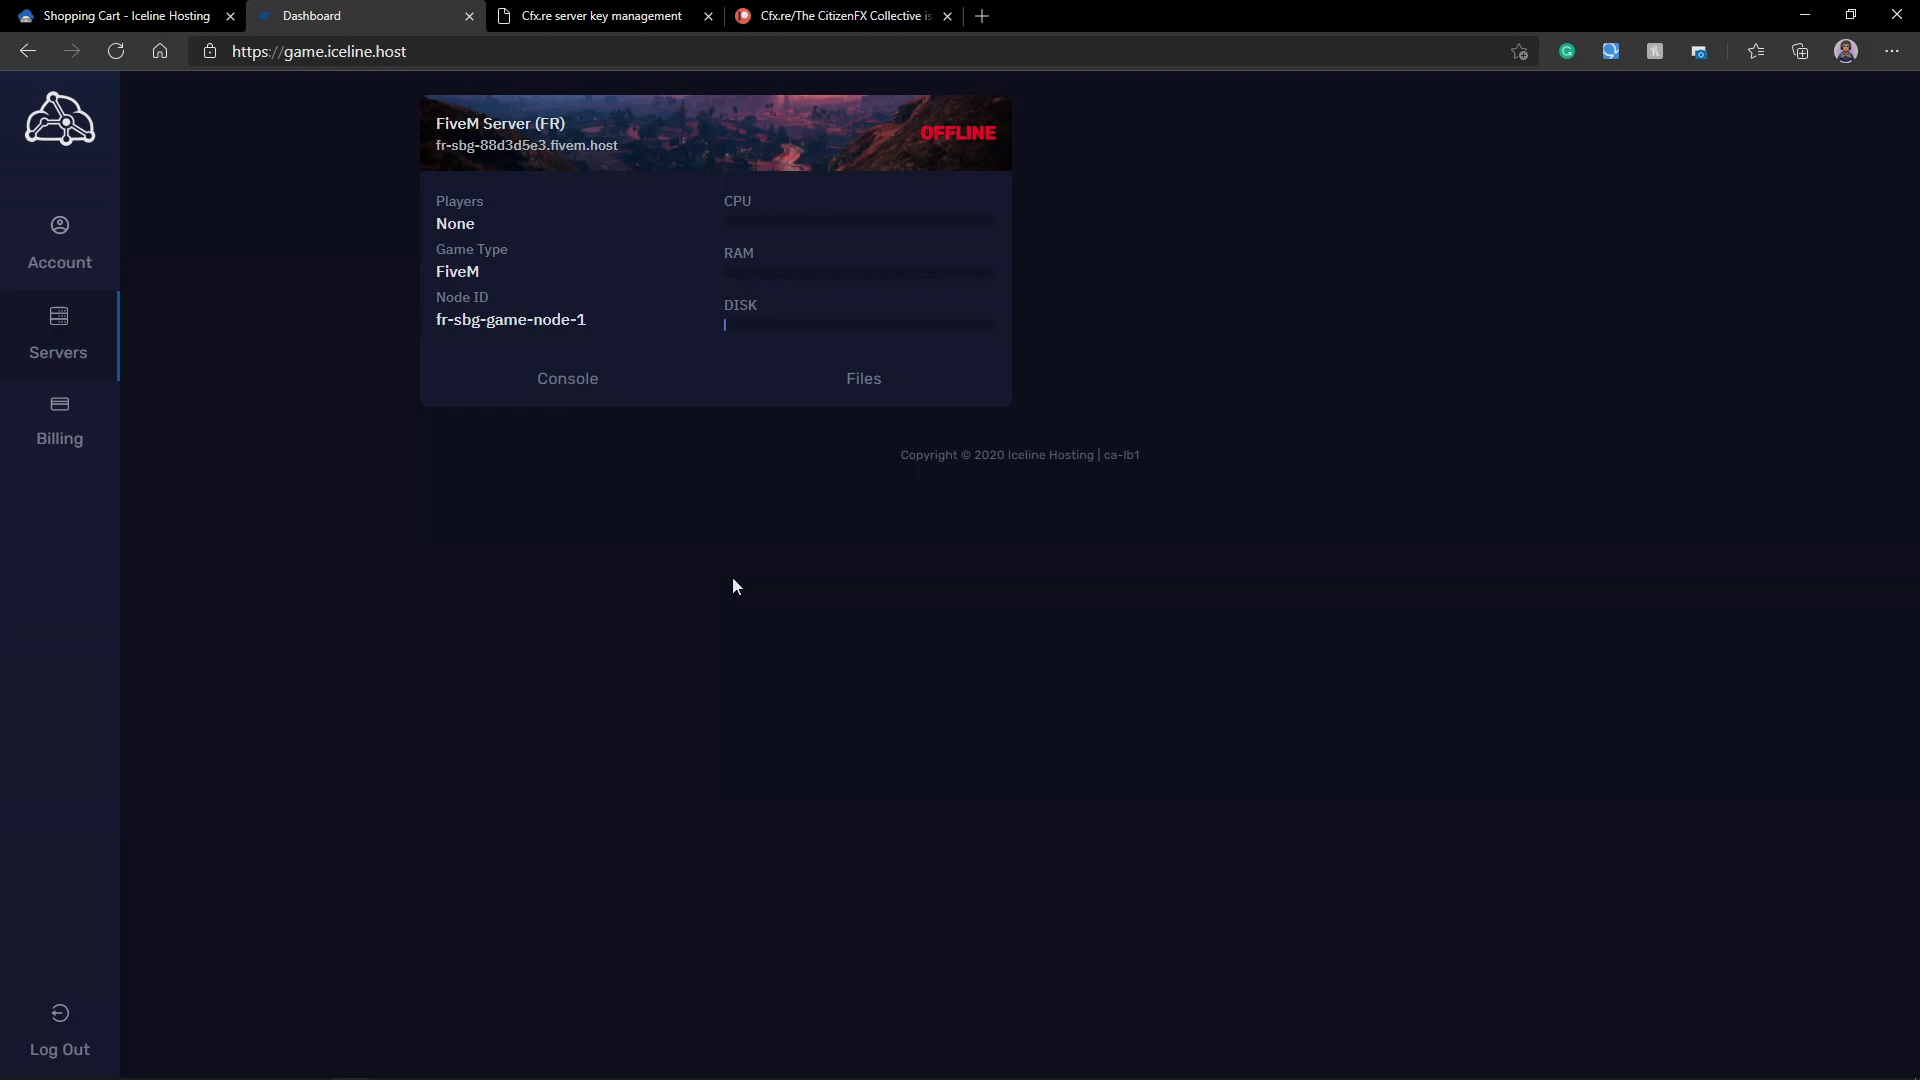 Shopping Cart - Iceline Hosting
Dashboard
Cfx.re server key management
Cfx.re/The CitizenFX Collective is
https://game.iceline.host
FiveM Server (FR)
fr-sbg-88d3d5e3.fivem.host
OFFLINE
Players
None
Game Type
FiveM
Node ID
fr-sbg-game-node-1
CPU
RAM
DISK
Console
Files
Account
Servers
Billing
Copyright © 2020 Iceline Hosting | ca-lb1
Log Out